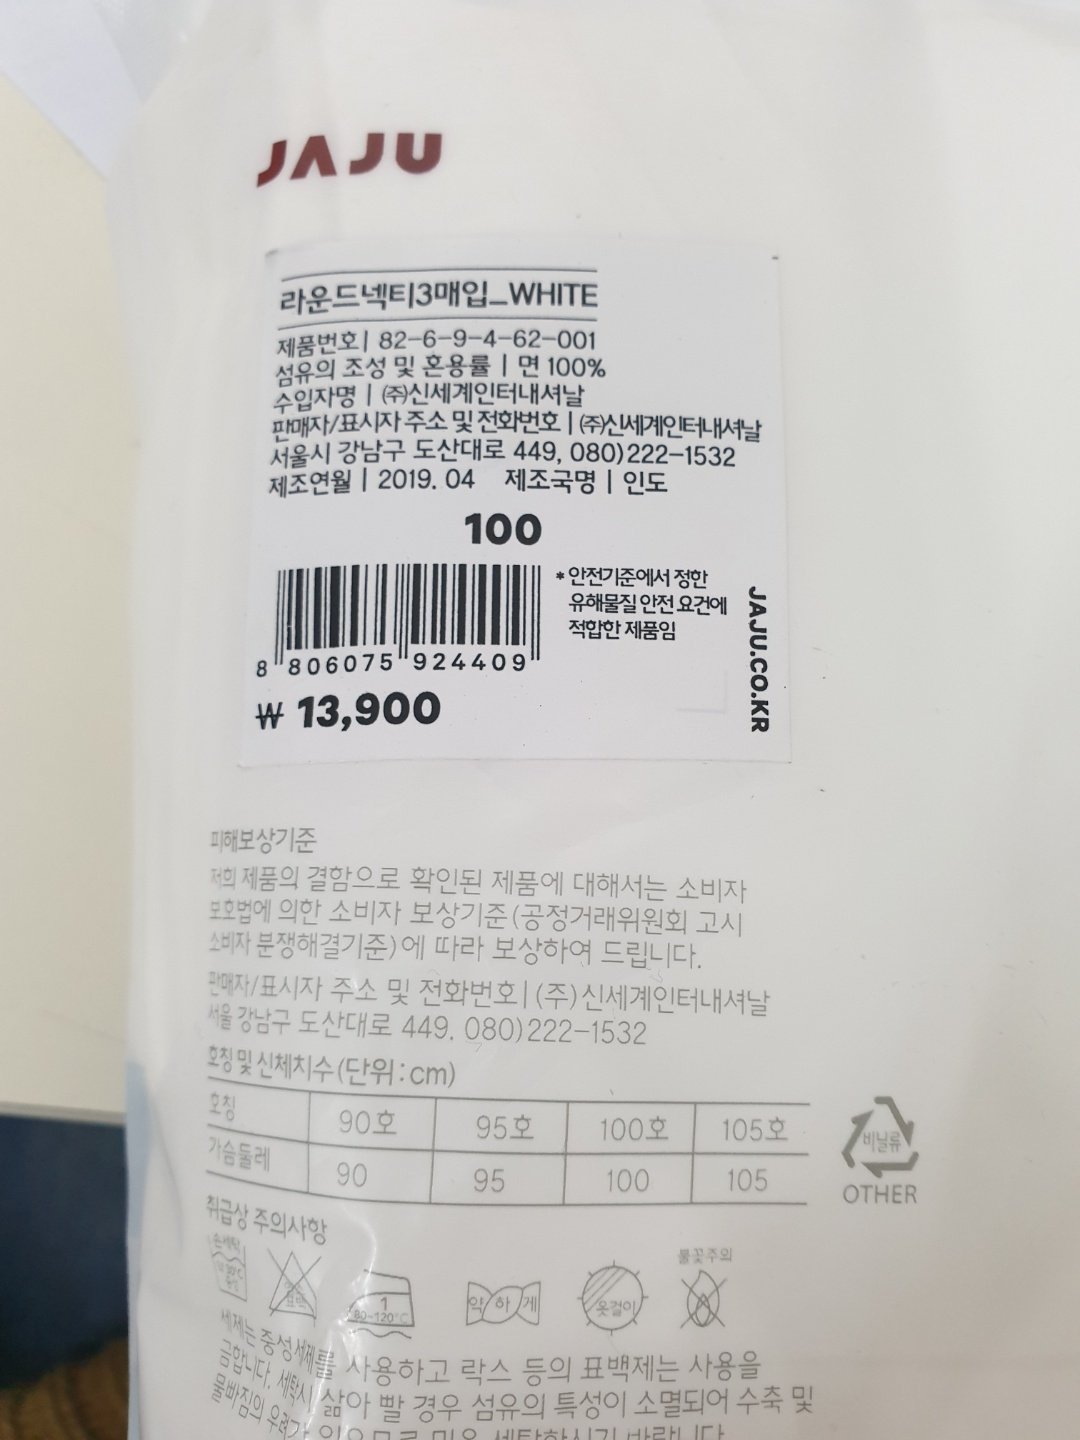 JAJU
라운드넥티3매입_WHITE
제품번호| 82-6-9-4-62-001
섬유의 조성 및 혼용률 | 면 100%
수입자명 | ㈜신세계인터내셔날
판매자/표시자 주소 및 전화번호 | ㈜신세계인터내셔날
서울시 강남구 도산대로 449, 080)222-1532
제조연월 | 2019. 04 제조국명 | 인도
100
* 안전기준에서 정한
유해물질 안전 요건에
적합한 제품임
JAJU.CO.KR
8 806075 924409
₩ 13,900
피해보상기준
저희 제품의 결함으로 확인된 제품에 대해서는 소비자
보호법에 의한 소비자 보상기준(공정거래위원회 고시
소비자 분쟁해결기준)에 따라 보상하여 드립니다.
판매자/표시자 주소 및 전화번호|(주)신세계인터내셔날
서울 강남구 도산대로 449, 080)222-1532
호칭 및 신체치수(단위:cm)
호칭 90호 95호 100호 105호
가슴둘레 90 95 100 105
비닐류
OTHER
취급상 주의사항
손세탁
1
80-120°C
약하게
옷걸이
불꽃주의
세제는 중성세제를 사용하고 락스 등의 표백제는 사용을
금합니다. 세탁시 삶아 빨 경우 섬유의 특성이 소멸되어 수축 및
물빠짐의 우려가 있으므로